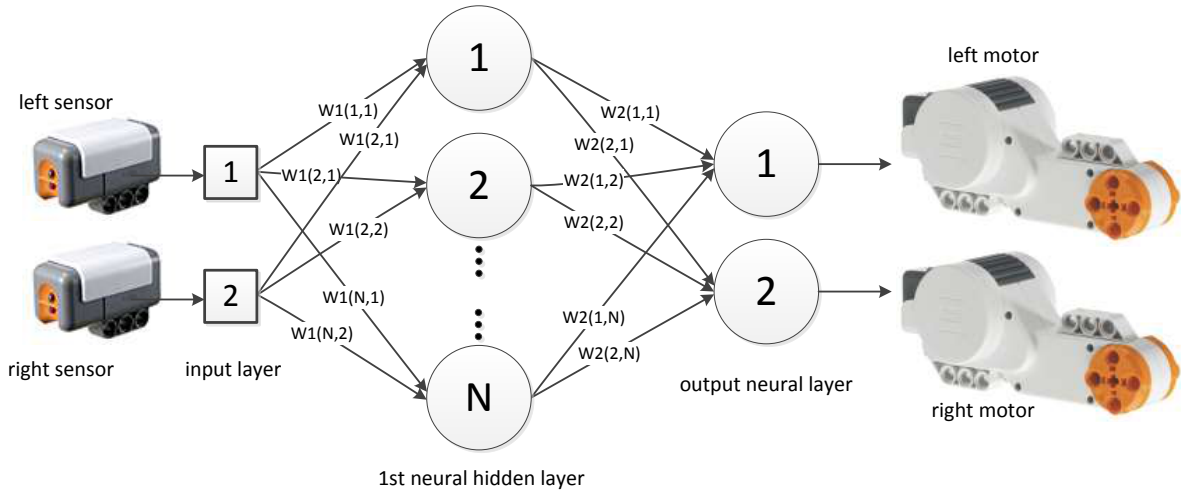 1
left motor
left sensor
W1(1,1)
W2(1,1)
W1(2,1)
W2(2,1)
1
W1(2,1)
2
W2(1,2)
1
W1(2,2)
W2(2,2)
2
2
W1(N,1)
W2(1,N)
W1(N,2)
W2(2,N)
right sensor
input layer
N
output neural layer
right motor
1st neural hidden layer